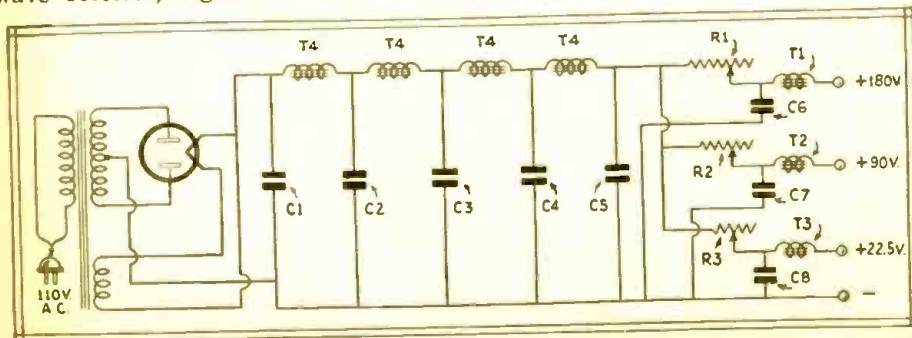 T4 T4 T4 T4
R1
T1
+180V.
C6
T2
+90V.
R2
C7
C1
C2
C3
C4
C5
T3
R3
+22.5V.
C8
110V.
A.C.
–